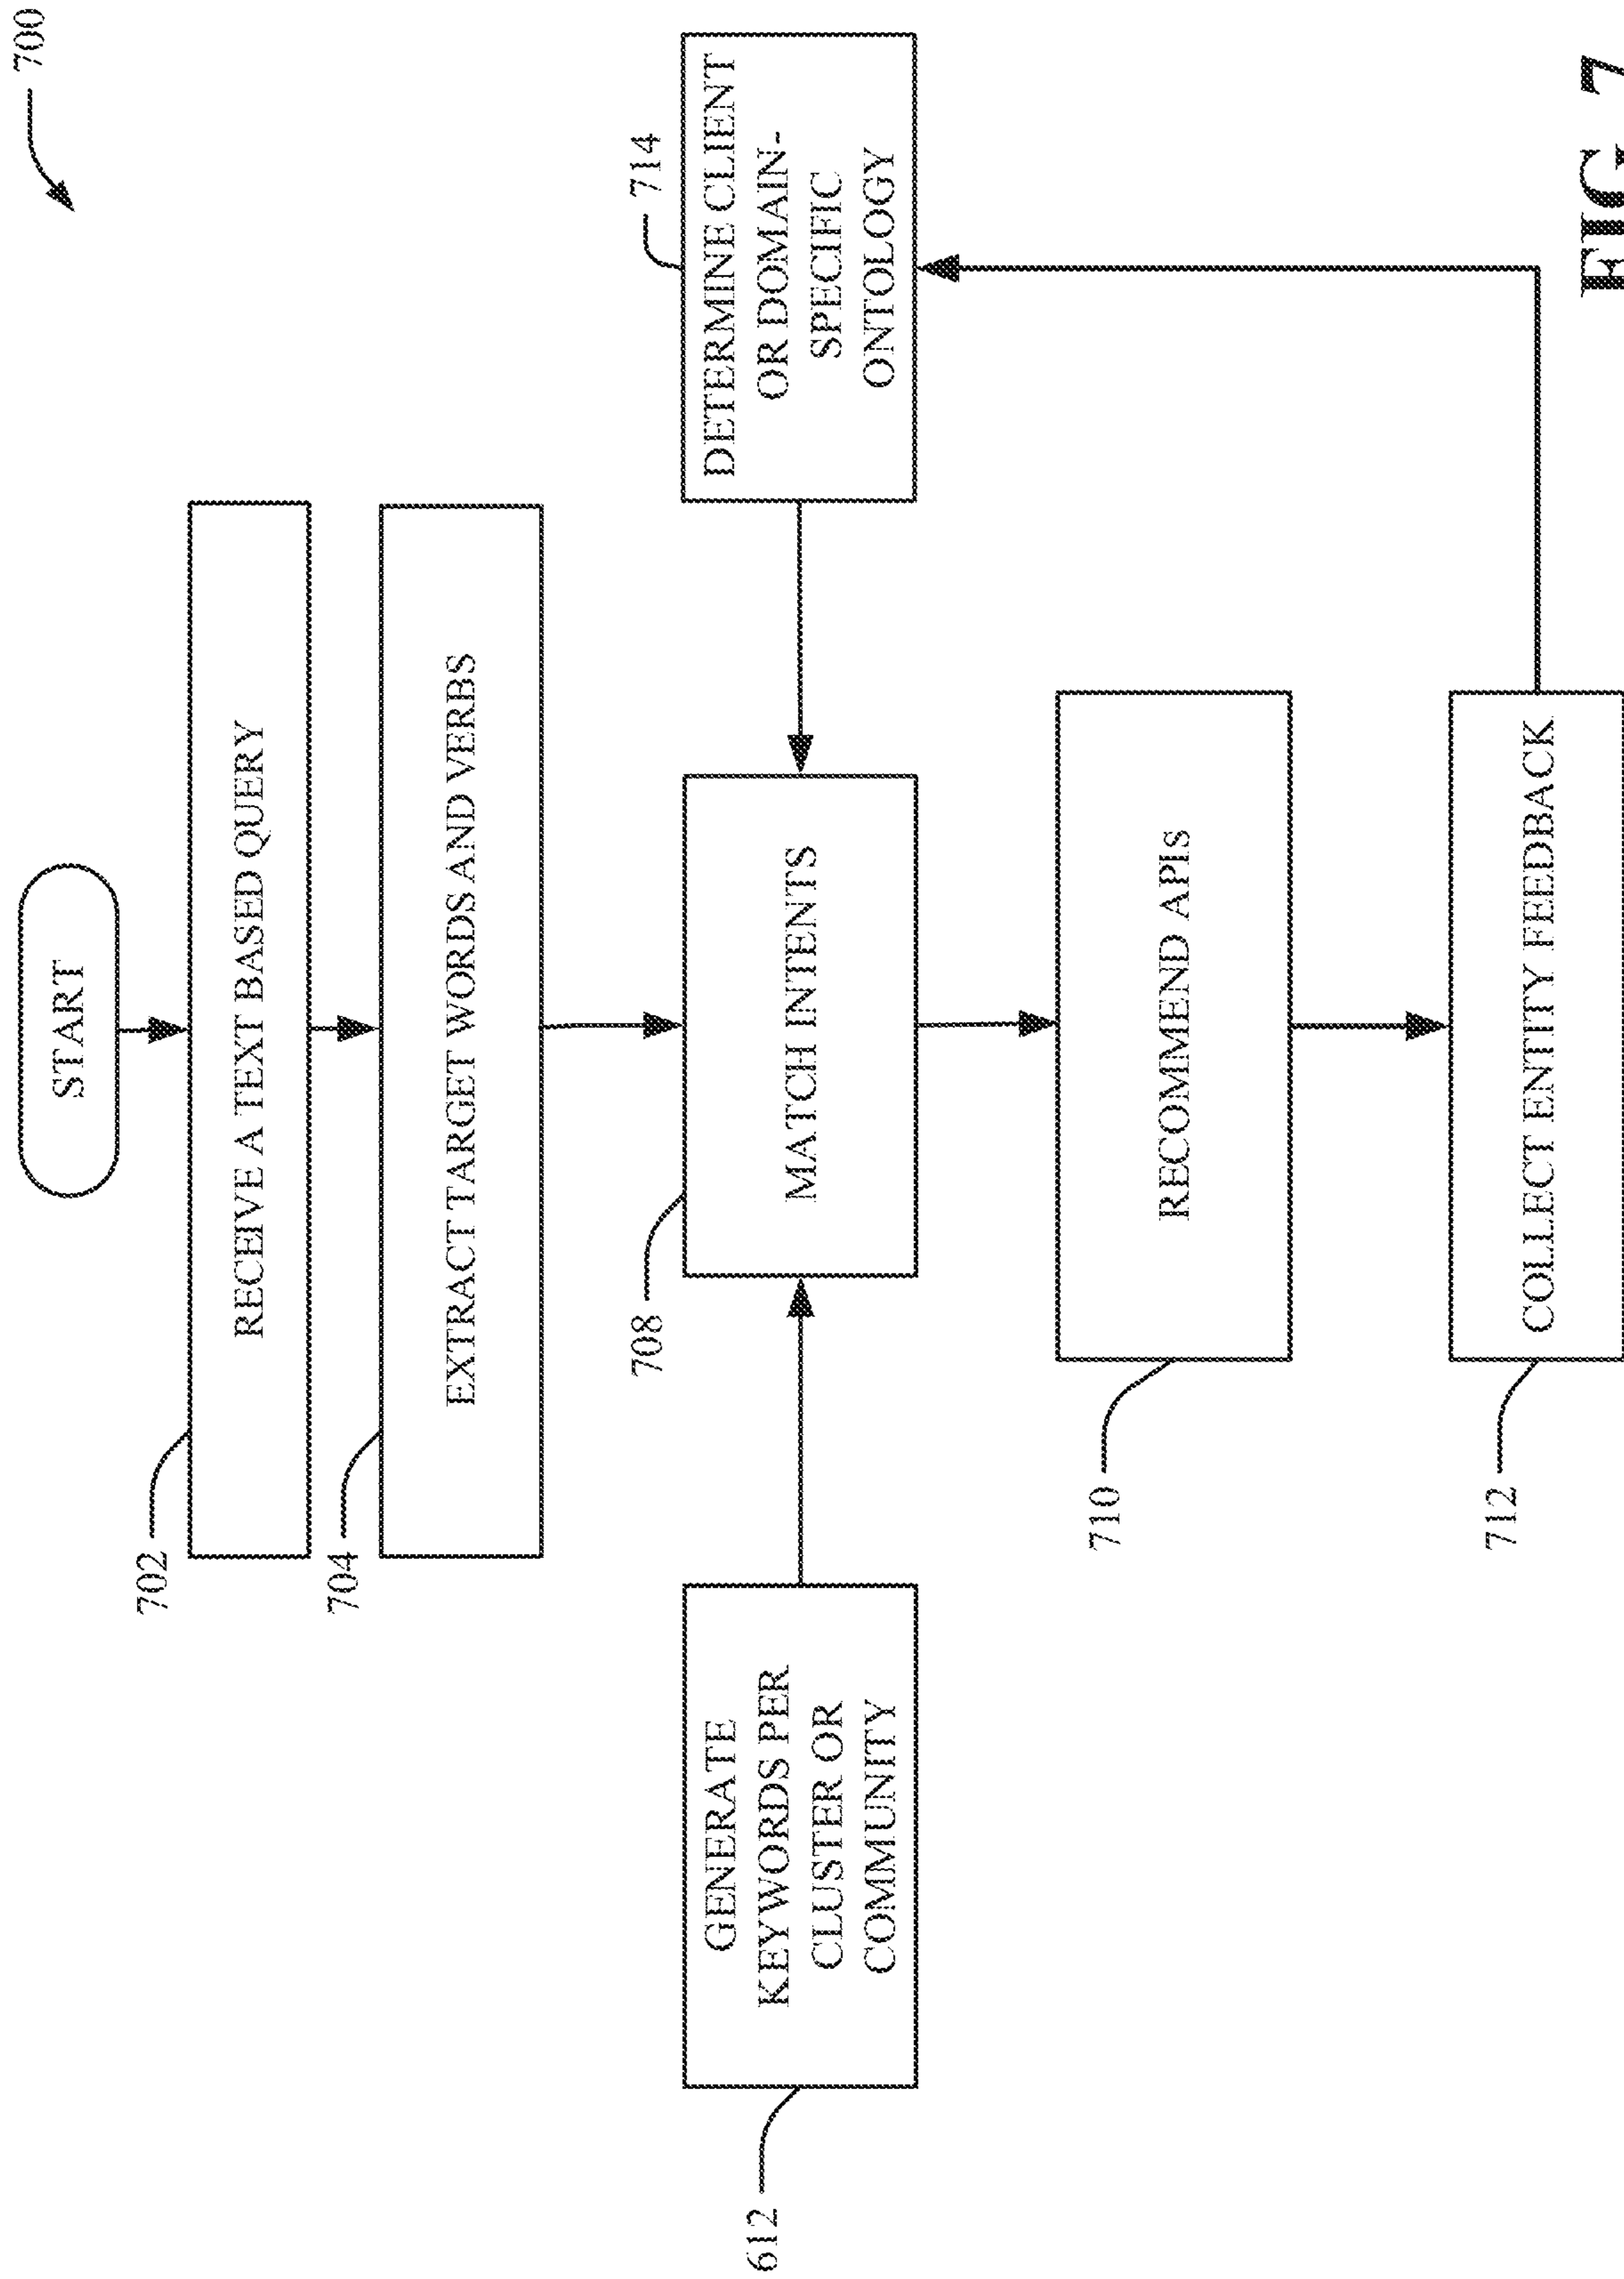 700
START
702
RECEIVE A TEXT BASED QUERY
704
EXTRACT TARGET WORDS AND VERBS
612
GENERATE
KEYWORDS PER
CLUSTER OR
COMMUNITY
708
MATCH INTENTS
714
DETERMINE CLIENT
OR DOMAIN-
SPECIFIC
ONTOLOGY
710
RECOMMEND APIs
712
COLLECT ENTITY FEEDBACK
FIG 7